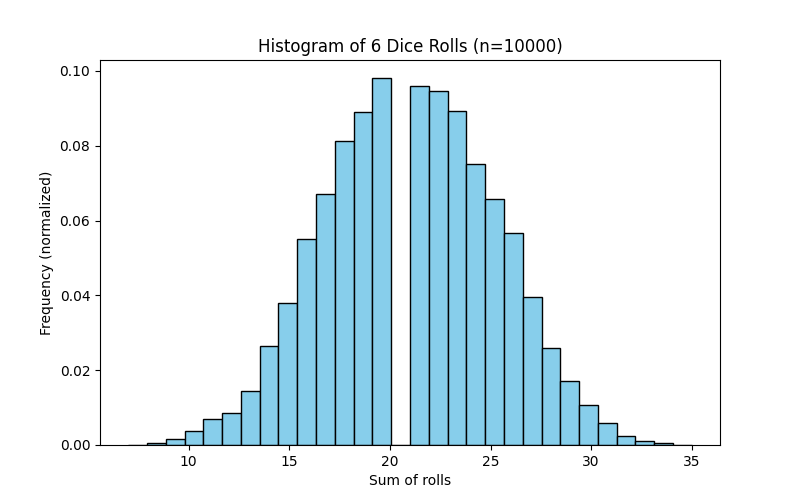 Histogram of 6 Dice Rolls (n=10000)
Frequency (normalized)
0.10
0.08
0.06
0.04
0.02
0.00
10 15 20 25 30 35
Sum of rolls